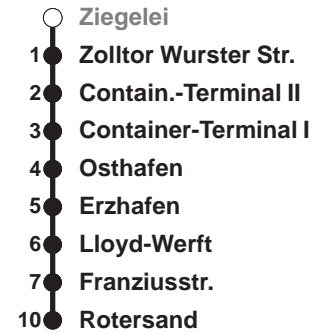 Ziegelei
1 Zolltor Wurster Str.
2 Contain.-Terminal II
3 Container-Terminal I
4 Osthafen
5 Erzhafen
6 Lloyd-Werft
7 Franziusstr.
10 Rotersand